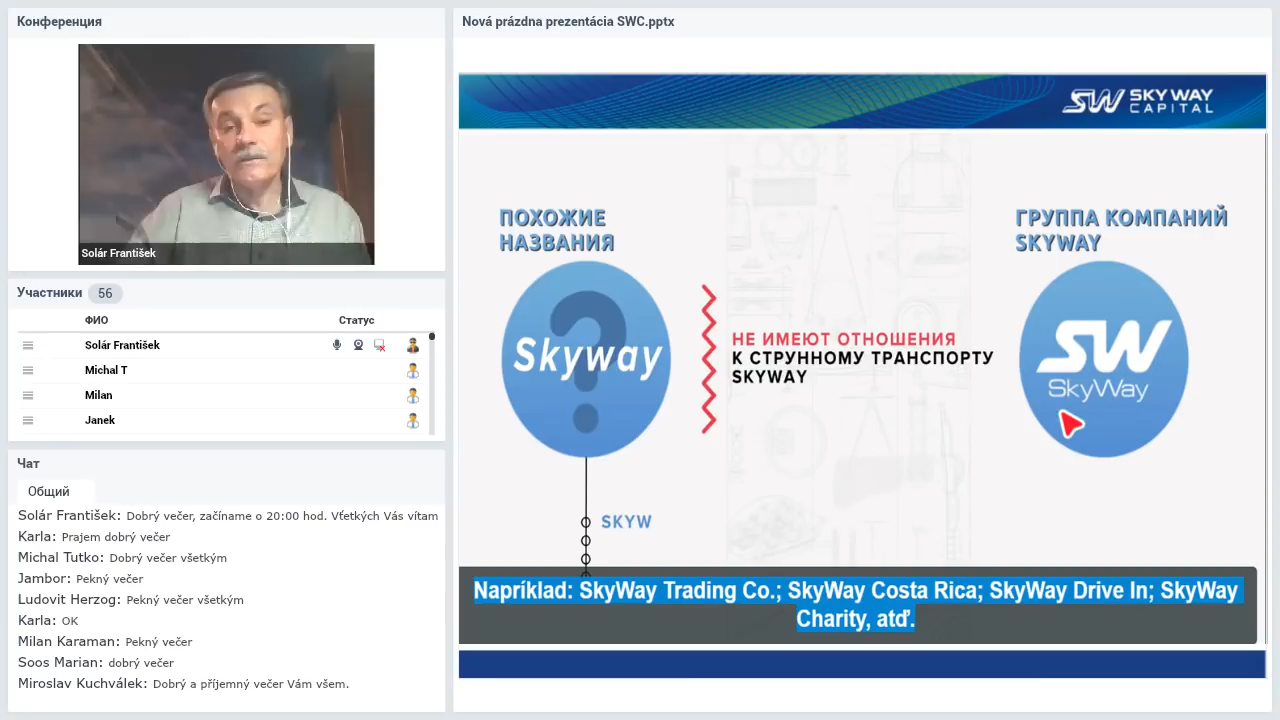 Конференция
Solár František
Участники 56
ФИО Статус
Solár František
Michal T
Milan
Janek
Чат
Общий
Solár František: Dobrý večer, začíname o 20:00 hod. Vťetkých Vás vítam
Karla: Prajem dobrý večer
Michal Tutko: Dobrý večer všetkým
Jambor: Pekný večer
Ludovit Herzog: Pekný večer všetkým
Karla: OK
Milan Karaman: Pekný večer
Soos Marian: dobrý večer
Miroslav Kuchválek: Dobrý a příjemný večer Vám všem.
Nová prázdna prezentácia SWC.pptx
SW SKY WAY
CAPITAL
ПОХОЖИЕ
НАЗВАНИЯ
?
Skyway
НЕ ИМЕЮТ ОТНОШЕНИЯ
К СТРУННОМУ ТРАНСПОРТУ
SKYWAY
ГРУППА КОМПАНИЙ
SKYWAY
SW
SkyWay
SKYW
Napríklad: SkyWay Trading Co.; SkyWay Costa Rica; SkyWay Drive In; SkyWay
Charity, atď.